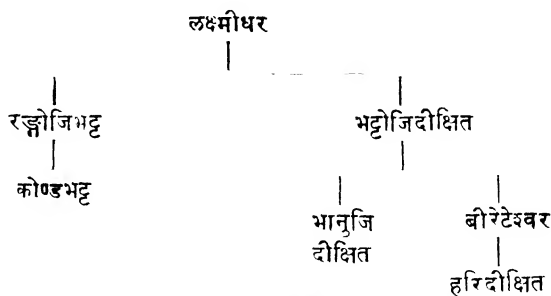 लक्ष्मीधर
रङ्गोजिभट्ट भट्टोजिदीक्षित
कोण्डभट्ट
भानुजि बीरेटेश्वर
दीक्षित
हरिदीक्षित